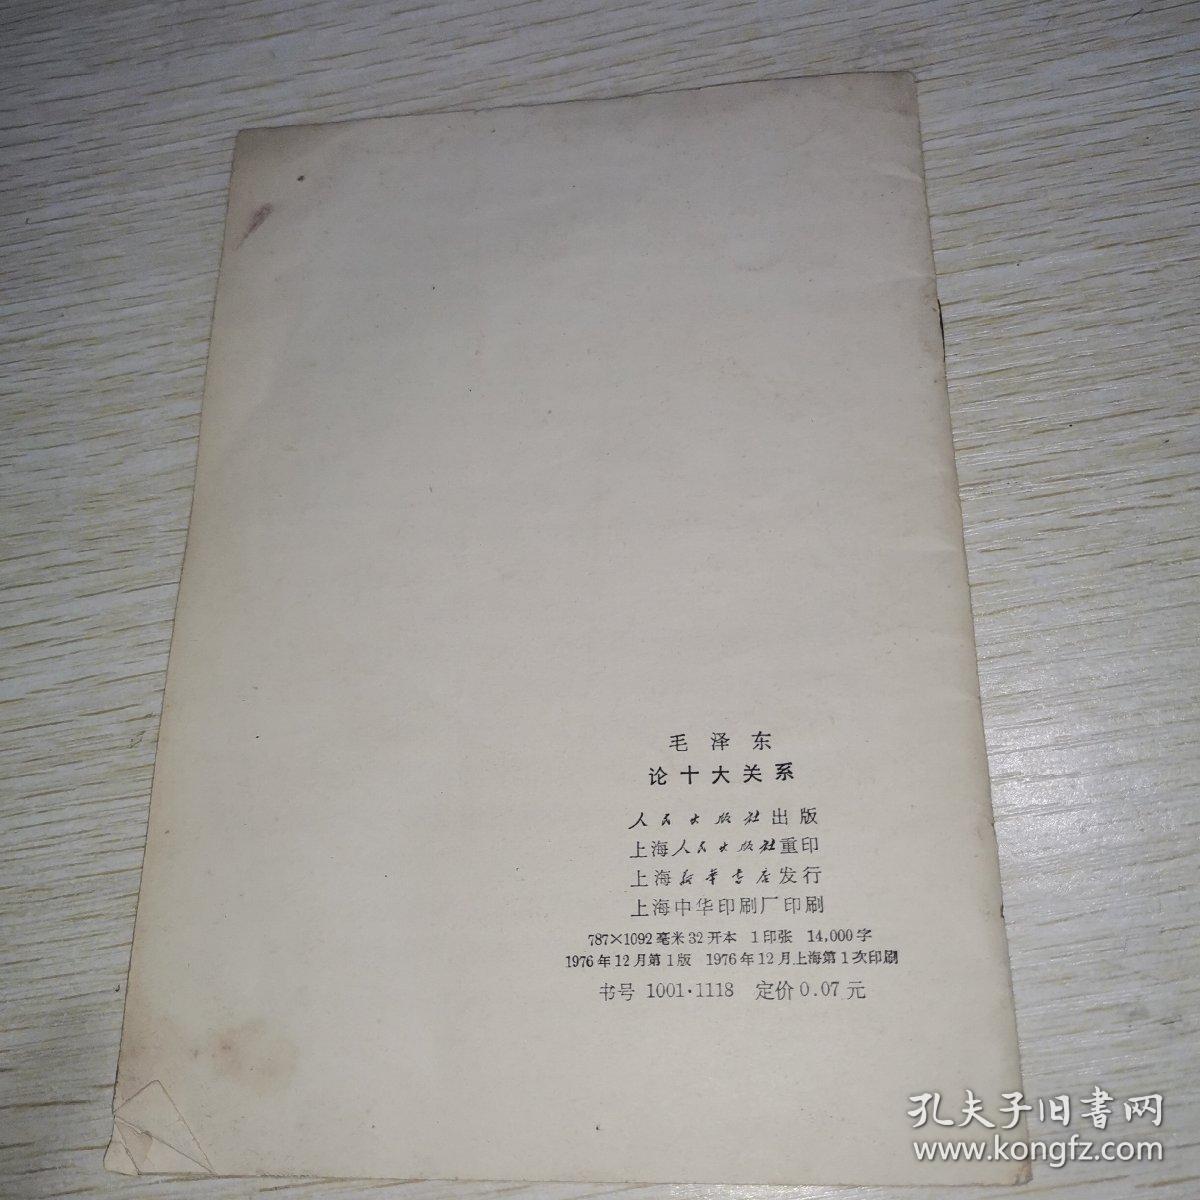 毛泽东
论十大关系
人民出版社出版
上海人民出版社重印
上海新华书店发行
上海中华印刷厂印刷
787×1092毫米32开本 1印张 14,000字
1976年12月第1版 1976年12月上海第1次印刷
书号 1001·1118 定价0.07元
孔夫子旧书网
www.kongfz.com